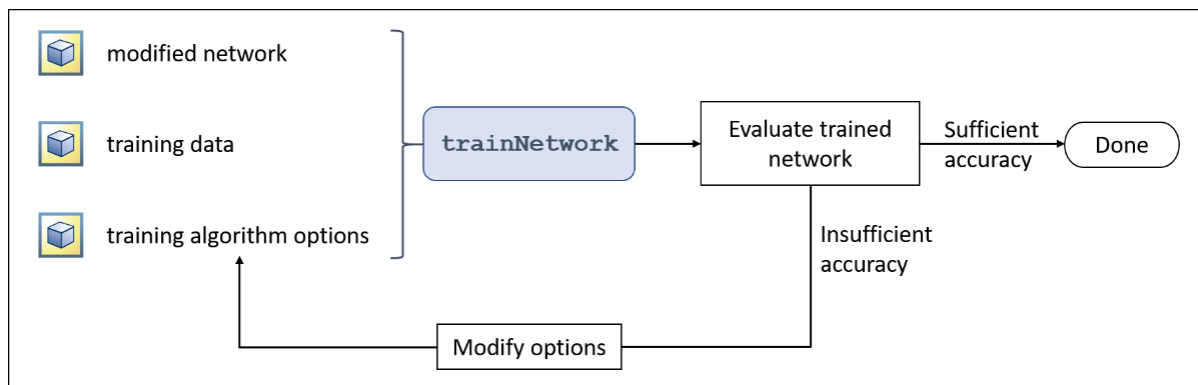 modified network
training data
training algorithm options
trainNetwork
Evaluate trained
network
Sufficient
accuracy
Done
Insufficient
accuracy
Modify options